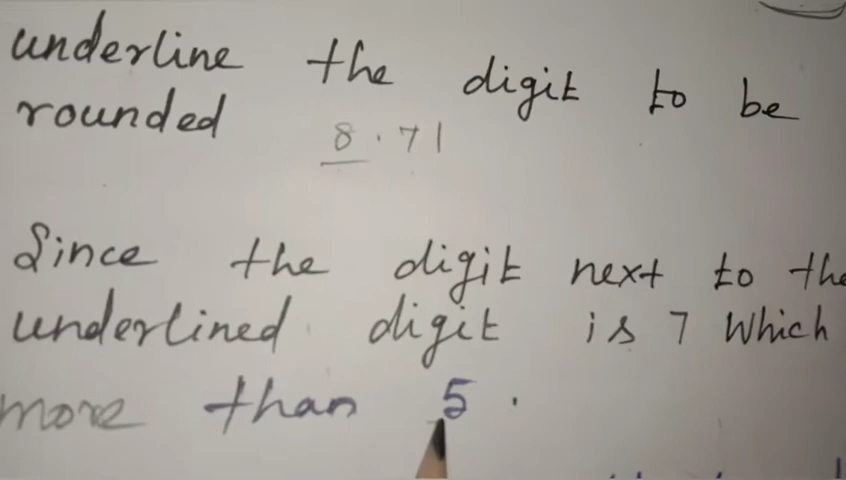 underline the digit to be
rounded 8.71
Since the digit next to the
underlined digit is 7 Which
more than 5.